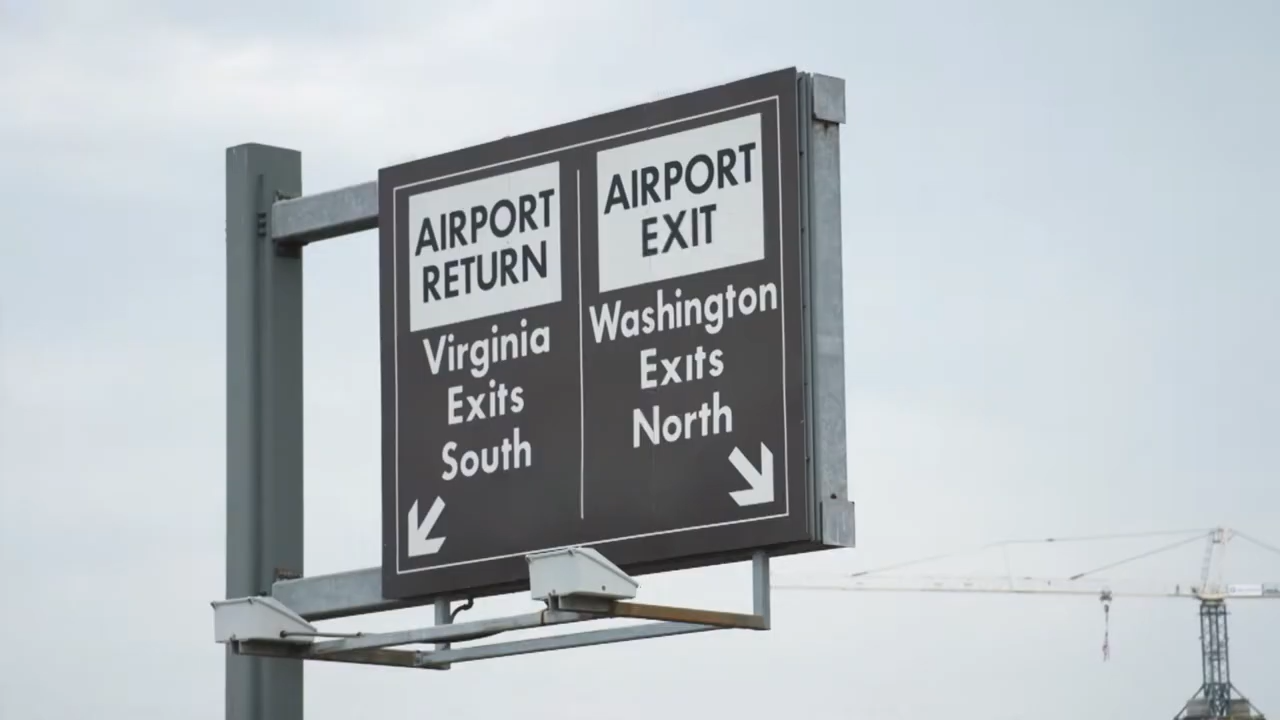 AIRPORT
RETURN
Virginia
Exits
South
AIRPORT
EXIT
Washington
Exits
North